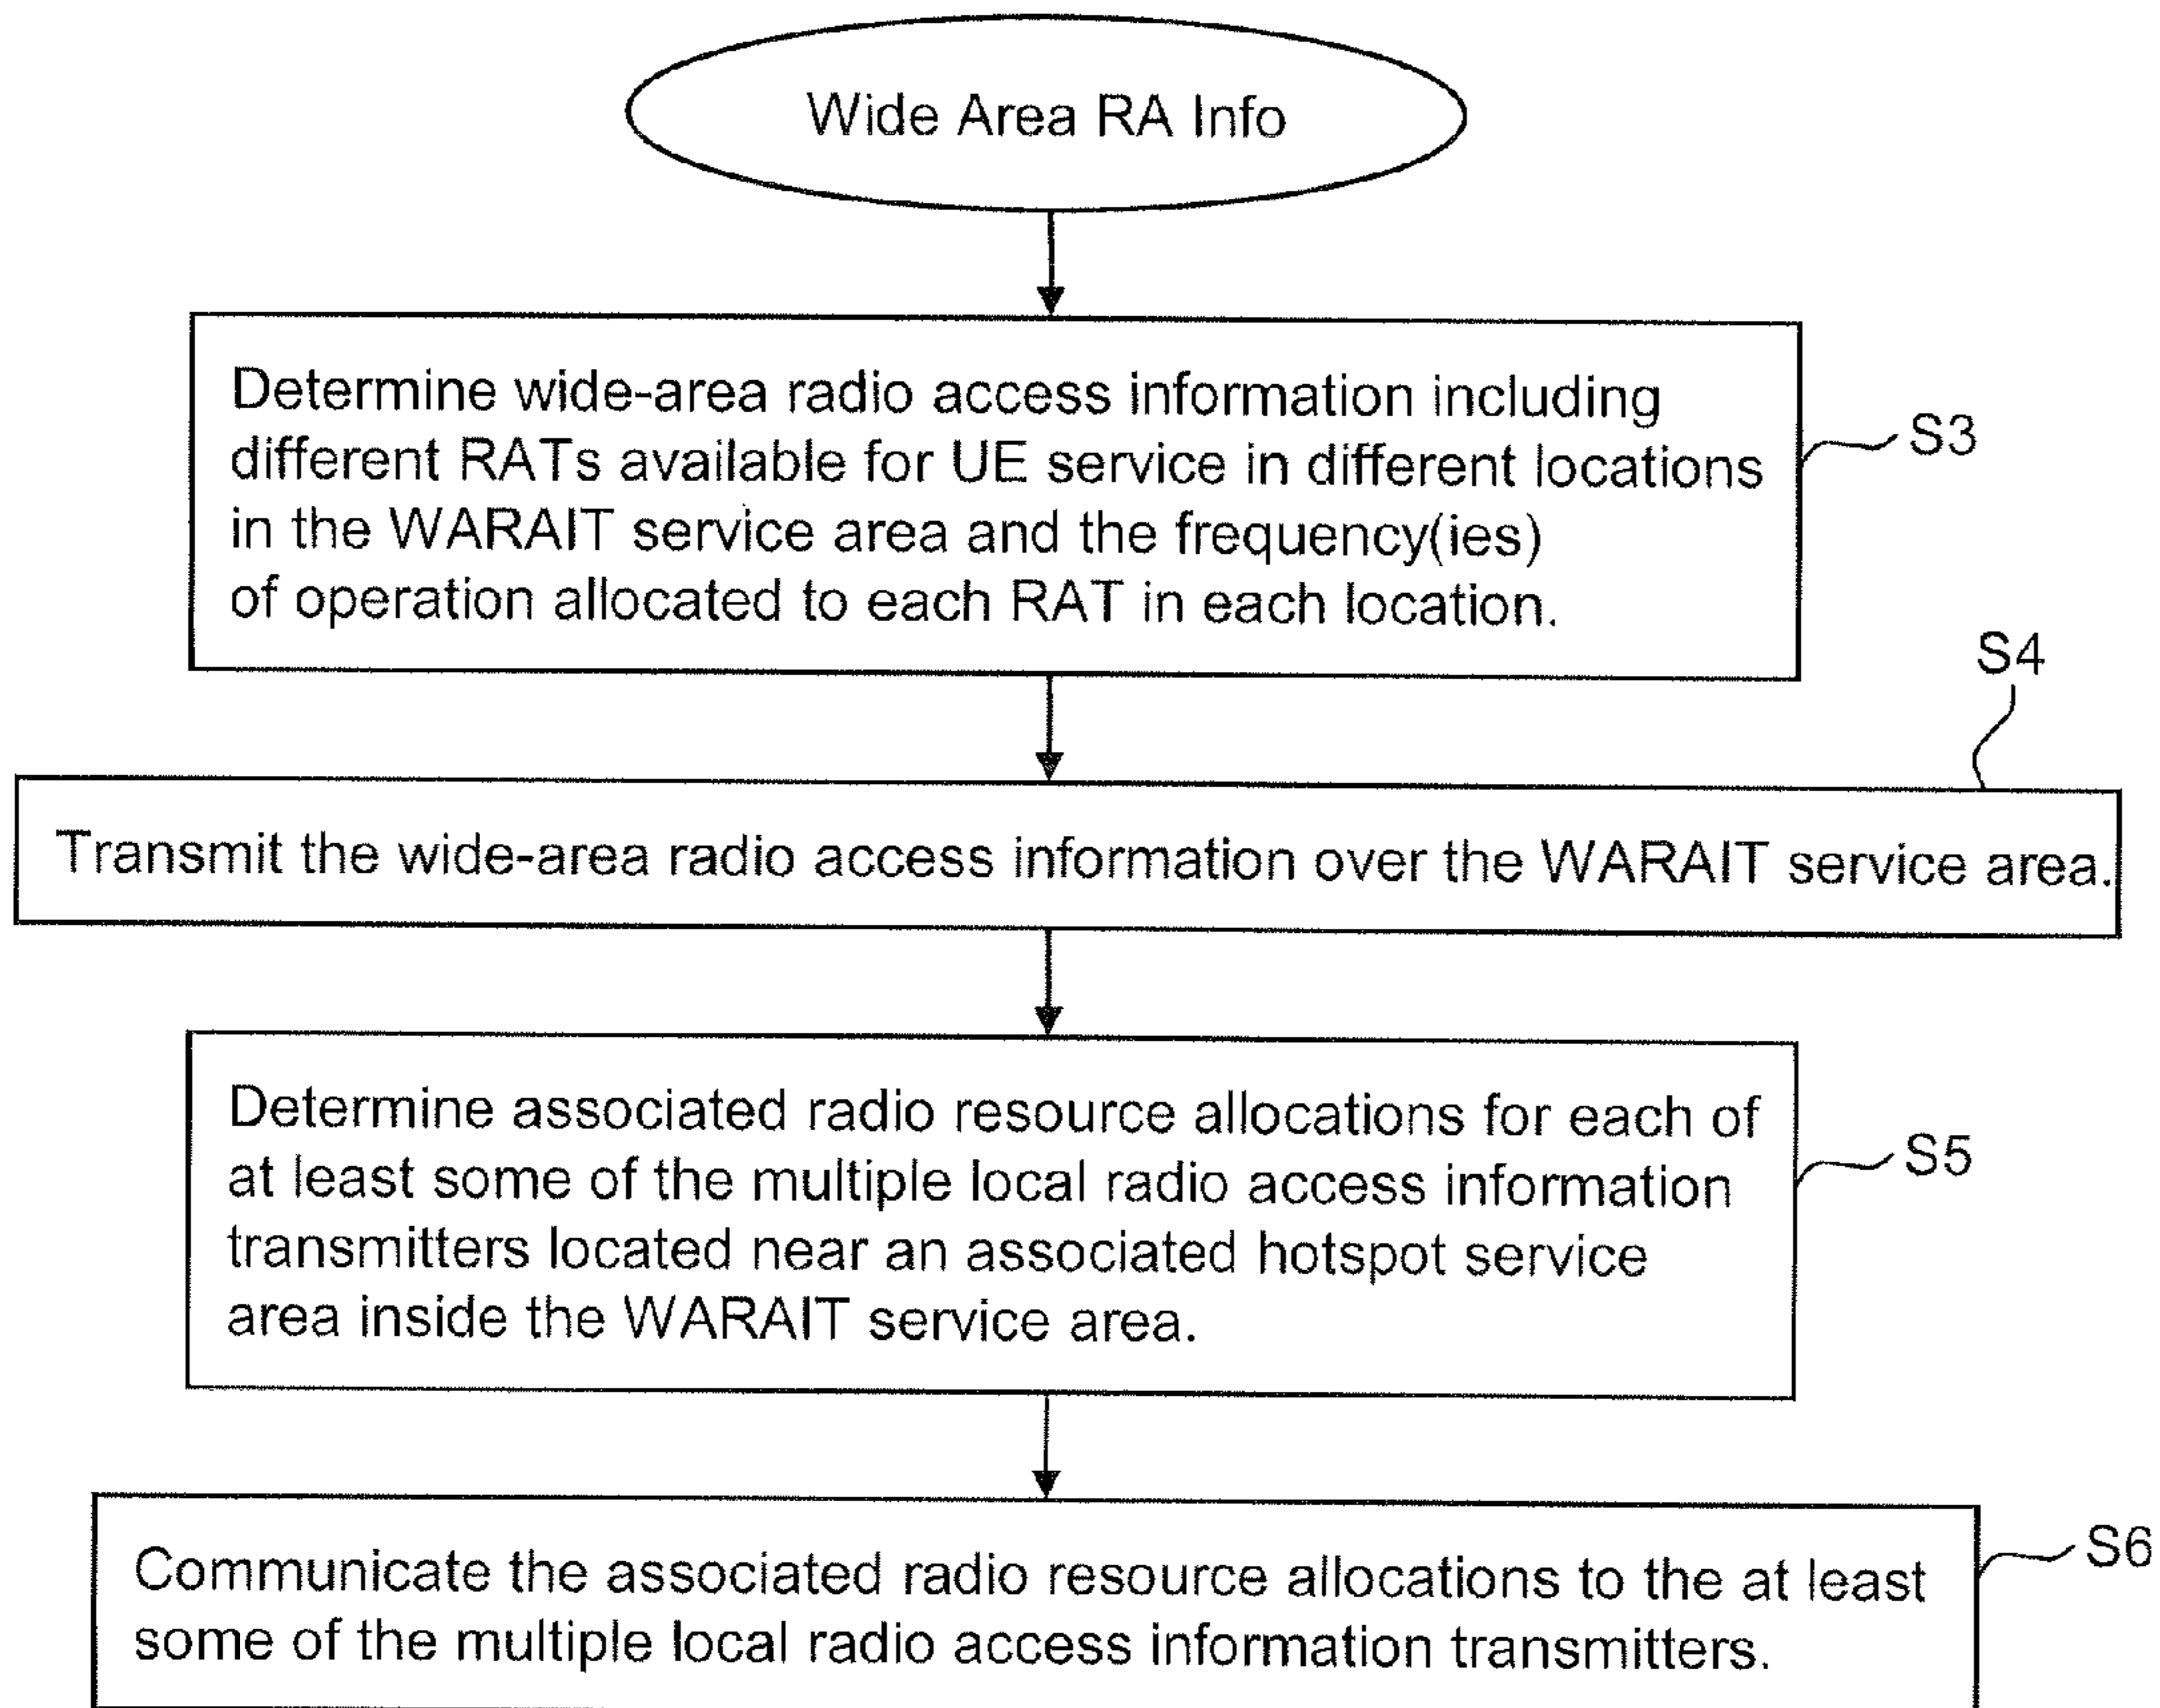 Wide Area RA Info
Determine wide-area radio access information including
different RATs available for UE service in different locations
in the WARAIT service area and the frequency(ies)
of operation allocated to each RAT in each location.
S3
S4
Transmit the wide-area radio access information over the WARAIT service area.
Determine associated radio resource allocations for each of
at least some of the multiple local radio access information
transmitters located near an associated hotspot service
area inside the WARAIT service area.
S5
Communicate the associated radio resource allocations to the at least
some of the multiple local radio access information transmitters.
S6